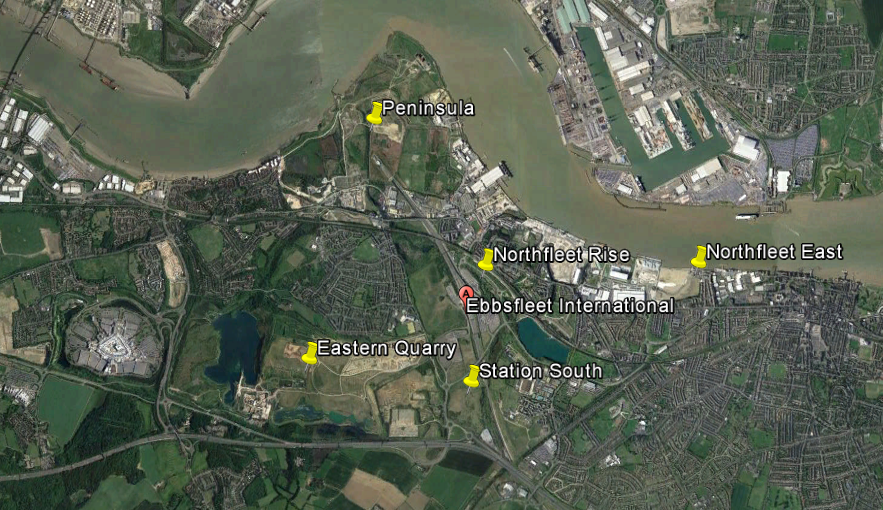 Peninsula
Northfleet Rise
Northfleet East
A
Ebbsfleet International
Eastern Quarry
Station South